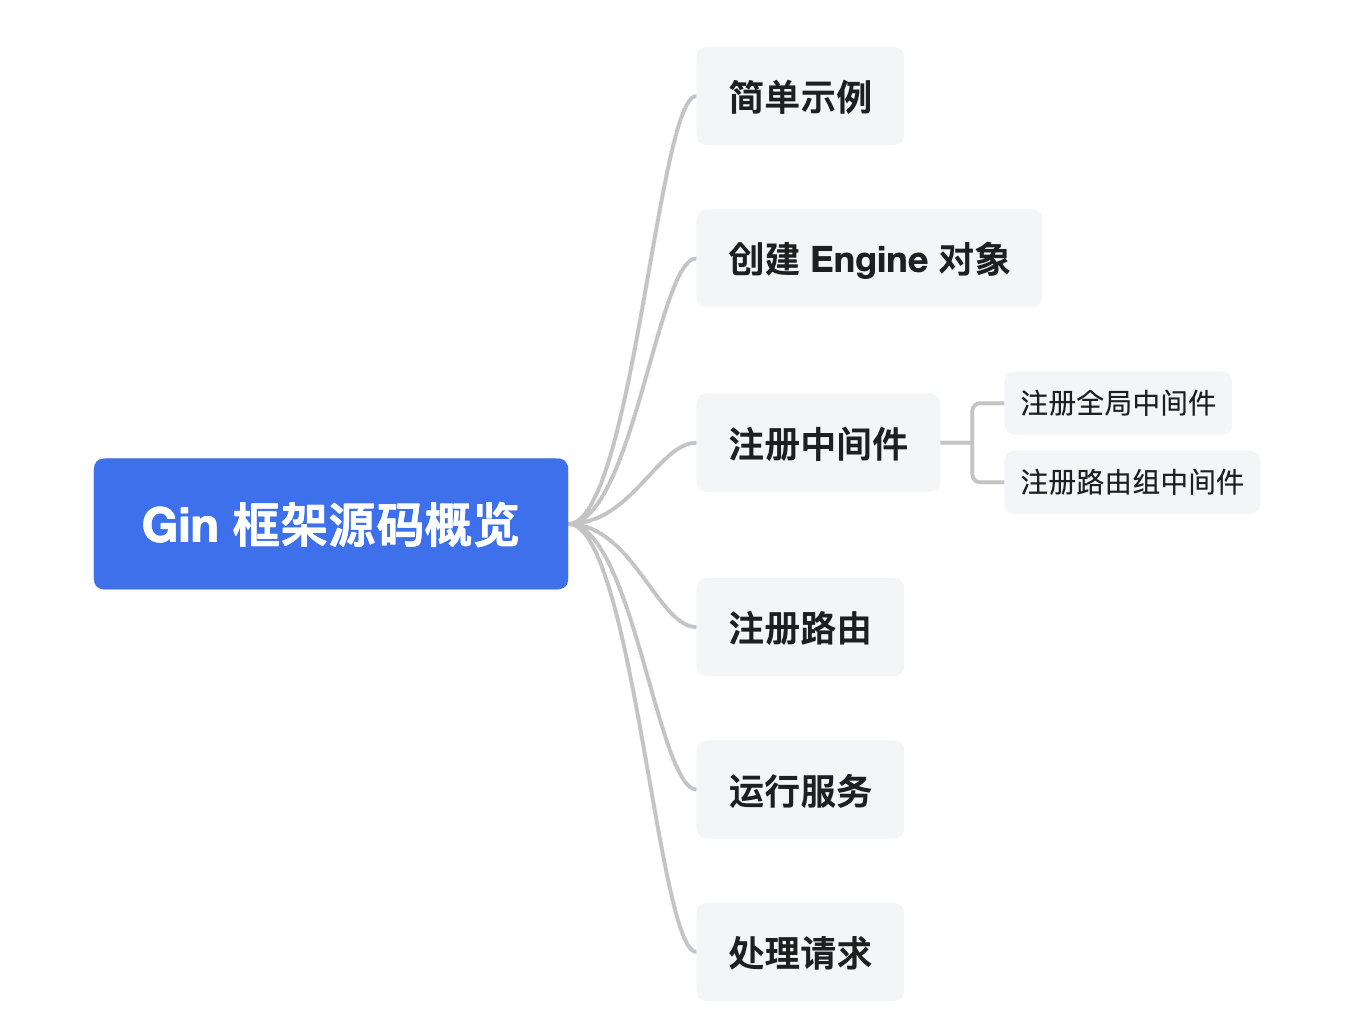 Gin 框架源码概览
简单示例
创建 Engine 对象
注册中间件
注册全局中间件
注册路由组中间件
注册路由
运行服务
处理请求